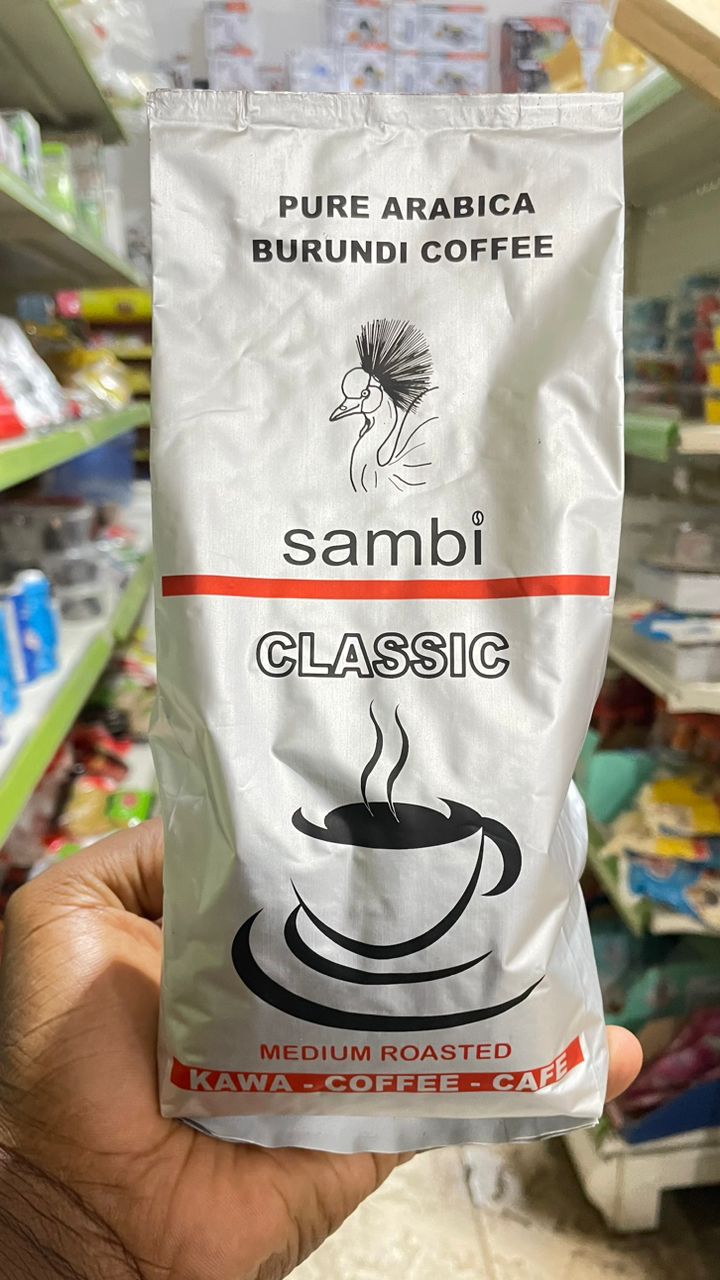 PURE ARABICA
BURUNDI COFFEE
sambi
CLASSIC
MEDIUM ROASTED
KAWA - COFFEE - CAFE